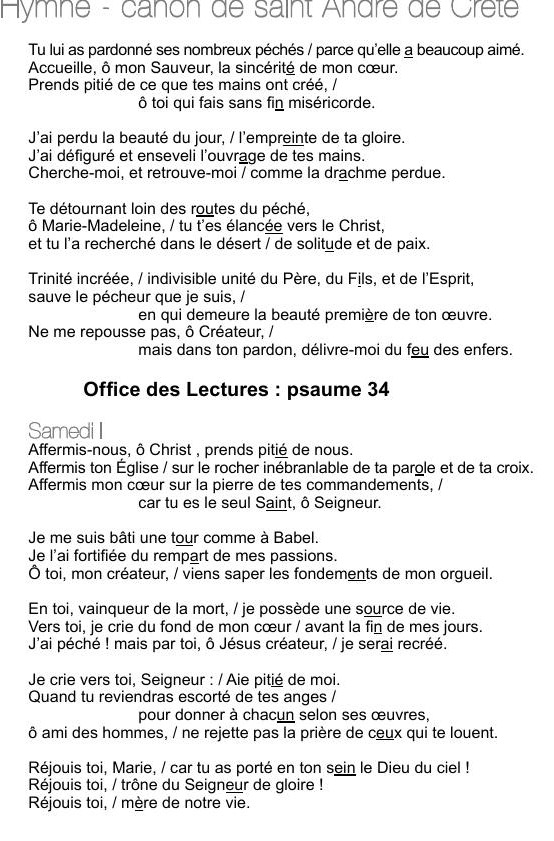 Hymne - canon de saint André de Crète
Tu lui as pardonné ses nombreux péchés / parce qu'elle a beaucoup aimé.
Accueille, ô mon Sauveur, la sincérité de mon cœur.
Prends pitié de ce que tes mains ont créé, /
ô toi qui fais sans fin miséricorde.
J'ai perdu la beauté du jour, / l'empreinte de ta gloire.
J'ai défiguré et enseveli l'ouvrage de tes mains.
Cherche-moi, et retrouve-moi / comme la drachme perdue.
Te détournant loin des routes du péché,
ô Marie-Madeleine, / tu t'es élancée vers le Christ,
et tu l'a recherché dans le désert / de solitude et de paix.
Trinité incréée, / indivisible unité du Père, du Fils, et de l'Esprit,
sauve le pécheur que je suis, /
en qui demeure la beauté première de ton œuvre.
Ne me repousse pas, ô Créateur, /
mais dans ton pardon, délivre-moi du feu des enfers.
Office des Lectures : psaume 34
Samedi I
Affermis-nous, ô Christ , prends pitié de nous.
Affermis ton Église / sur le rocher inébranlable de ta parole et de ta croix.
Affermis mon cœur sur la pierre de tes commandements, /
car tu es le seul Saint, ô Seigneur.
Je me suis bâti une tour comme à Babel.
Je l'ai fortifiée du rempart de mes passions.
Ô toi, mon créateur, / viens saper les fondements de mon orgueil.
En toi, vainqueur de la mort, / je possède une source de vie.
Vers toi, je crie du fond de mon cœur / avant la fin de mes jours.
J'ai péché ! mais par toi, ô Jésus créateur, / je serai recréé.
Je crie vers toi, Seigneur : / Aie pitié de moi.
Quand tu reviendras escorté de tes anges /
pour donner à chacun selon ses œuvres,
ô ami des hommes, / ne rejette pas la prière de ceux qui te louent.
Réjouis toi, Marie, / car tu as porté en ton sein le Dieu du ciel !
Réjouis toi, / trône du Seigneur de gloire !
Réjouis toi, / mère de notre vie.